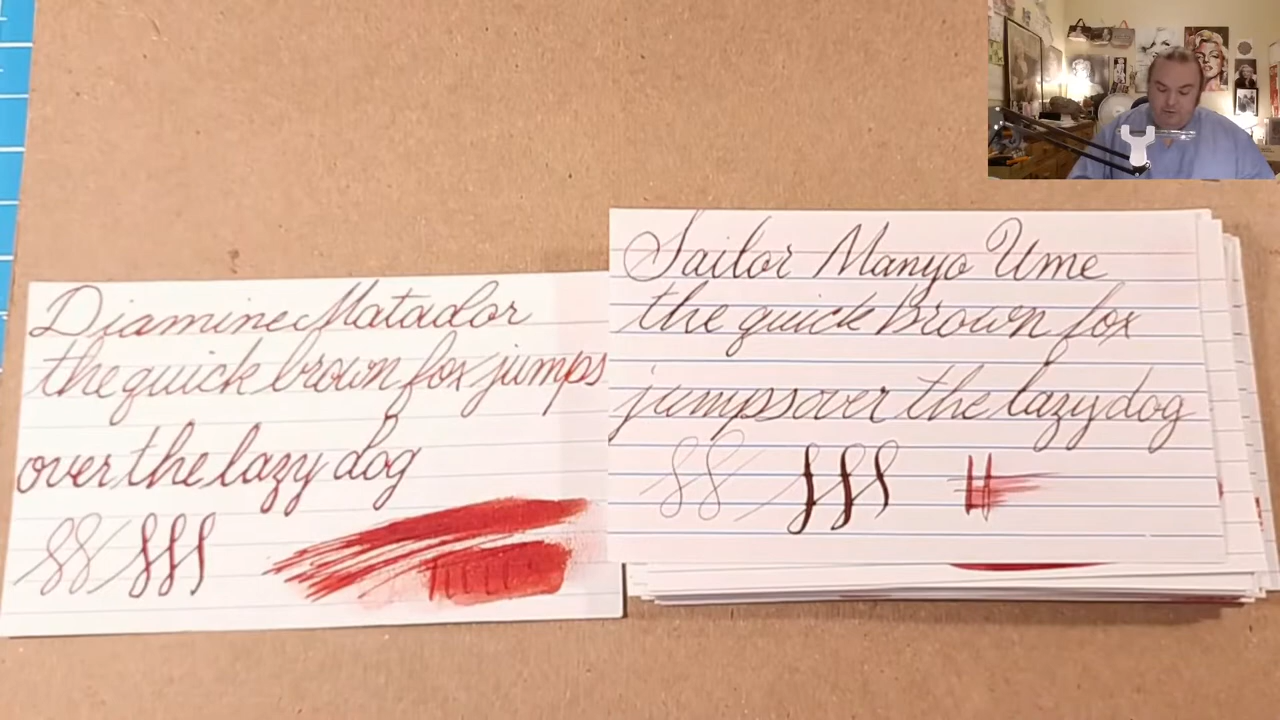 Diamine Matador
the quick brown fox jumps
over the lazy dog
Sailor Manyo Ume
the quick brown fox
jumps over the lazy dog